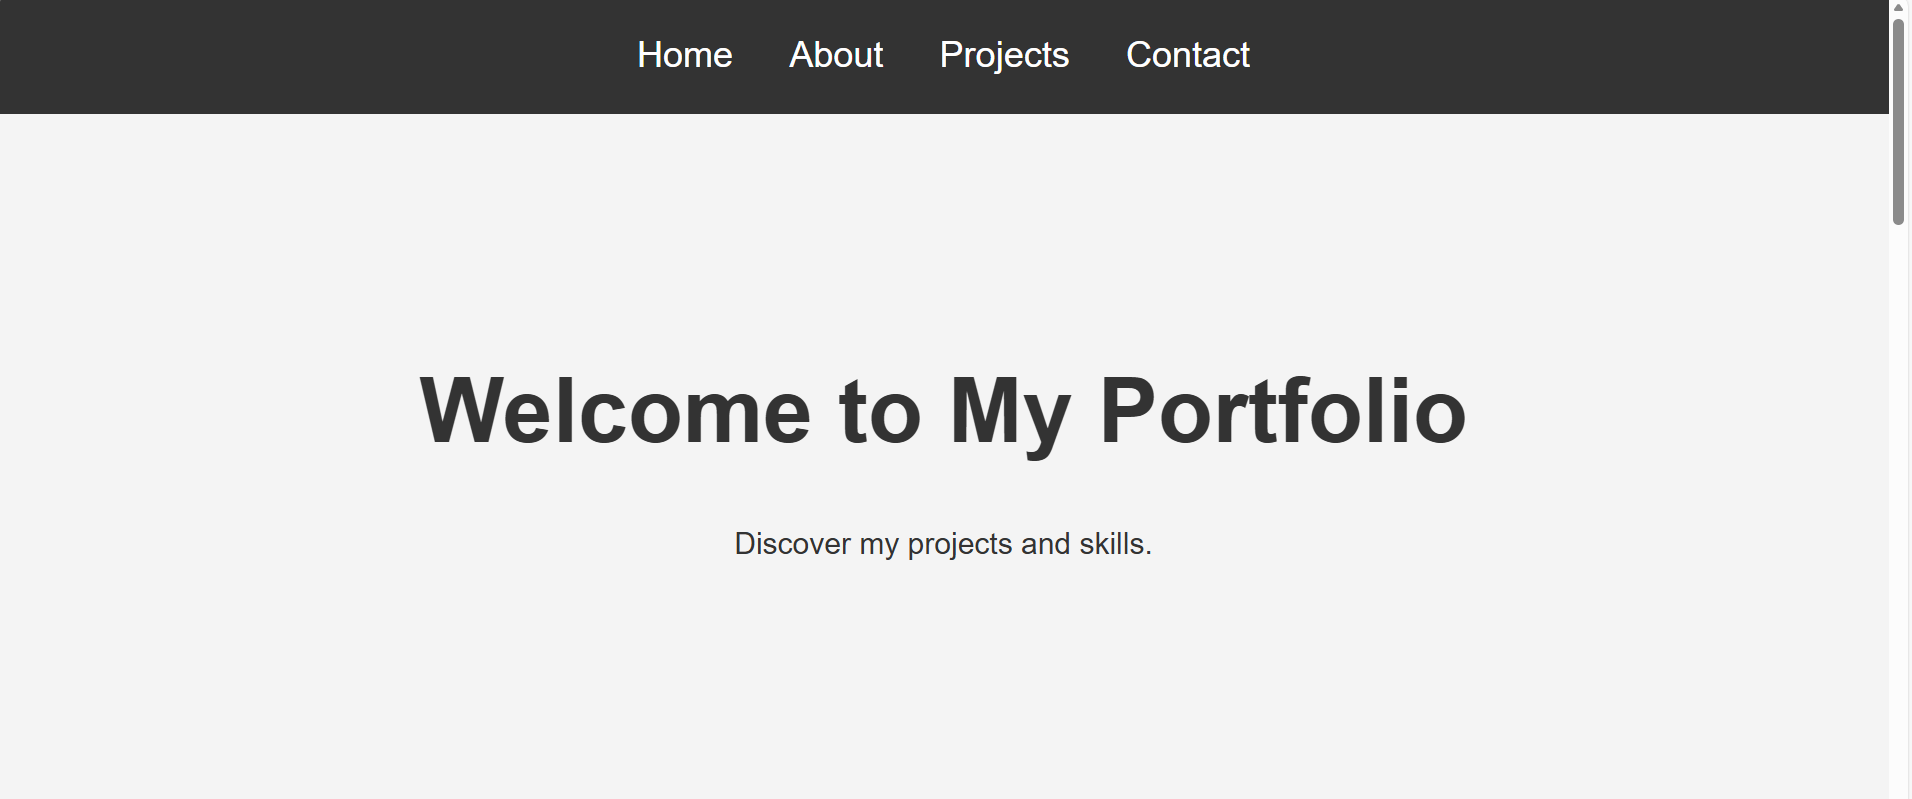 Home About Projects Contact
Welcome to My Portfolio
Discover my projects and skills.